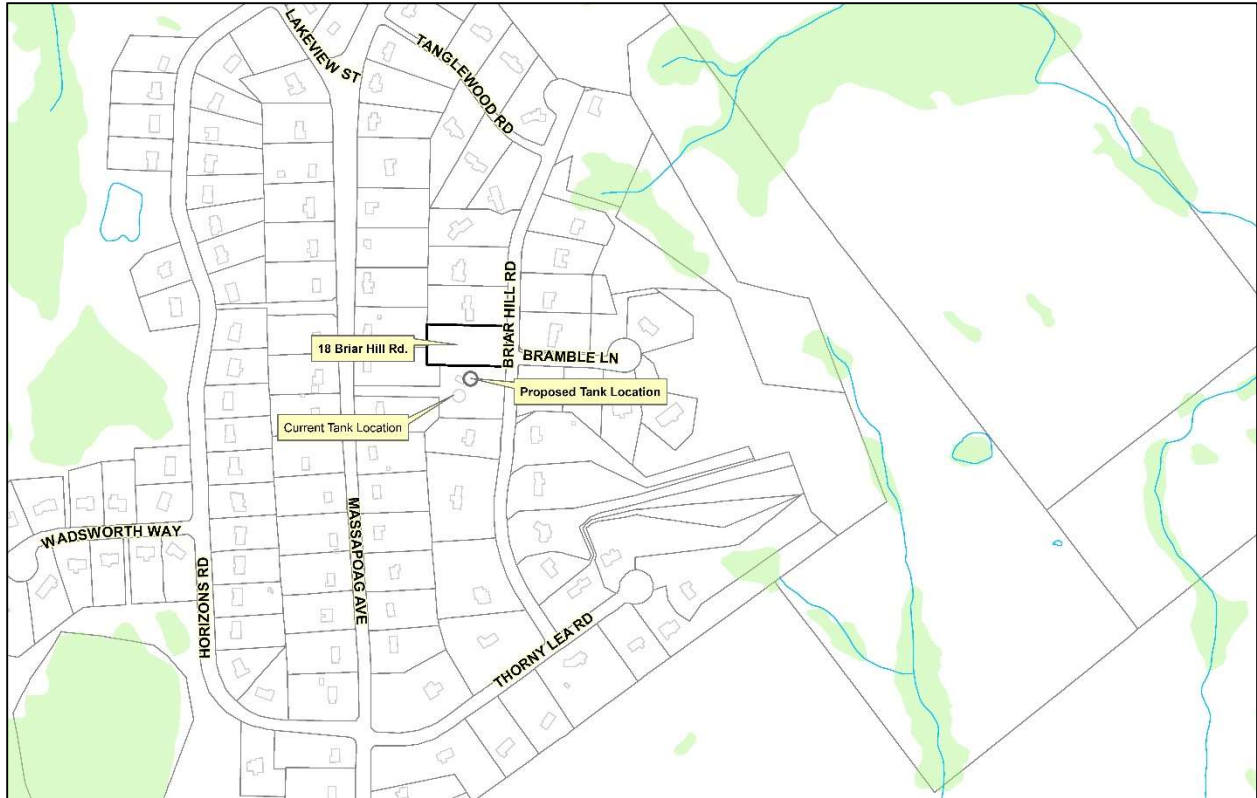 LAKEVIEW ST
TANGLEWOOD RD
BRIAR HILL RD
18 Briar Hill Rd.
BRAMBLE LN
Proposed Tank Location
Current Tank Location
MASSAPOAG AVE
WADSWORTH WAY
HORIZONS RD
THORNY LEA RD